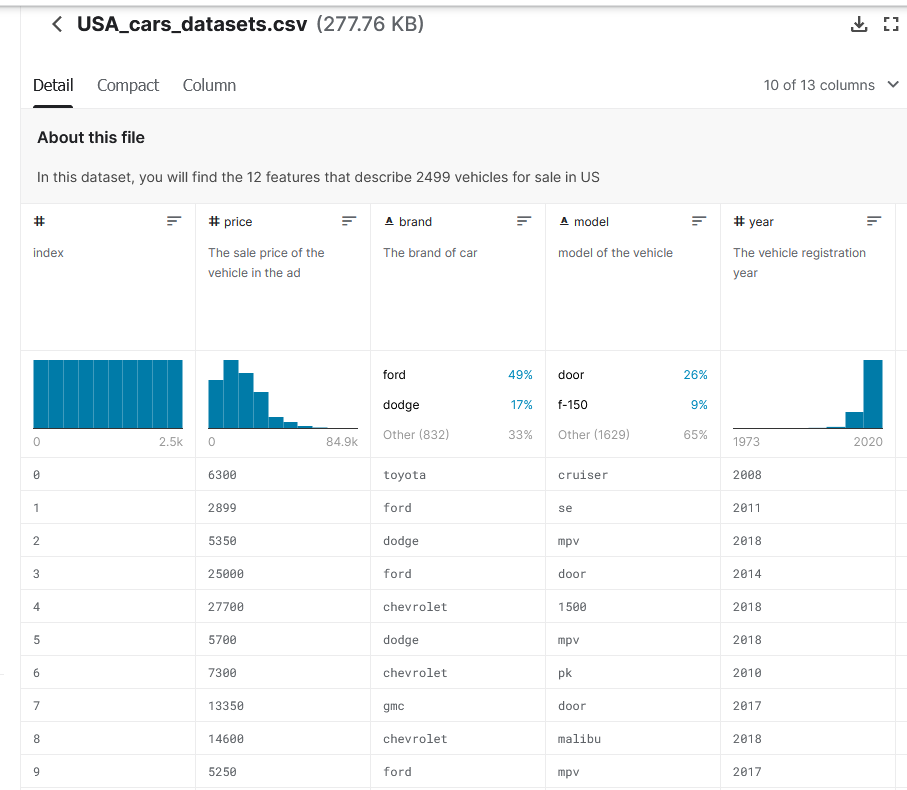 USA_cars_datasets.csv (277.76 KB)
Detail Compact Column 10 of 13 columns
About this file
In this dataset, you will find the 12 features that describe 2499 vehicles for sale in US
# # price A brand A model # year
index The sale price of the The brand of car model of the vehicle The vehicle registration
vehicle in the ad year
ford 49% door 26%
dodge 17% f-150 9%
Other (832) 33% Other (1629) 65%
0 2.5k 0 84.9k 1973 2020
0 6300 toyota cruiser 2008
1 2899 ford se 2011
2 5350 dodge mpv 2018
3 25000 ford door 2014
4 27700 chevrolet 1500 2018
5 5700 dodge mpv 2018
6 7300 chevrolet pk 2010
7 13350 gmc door 2017
8 14600 chevrolet malibu 2018
9 5250 ford mpv 2017